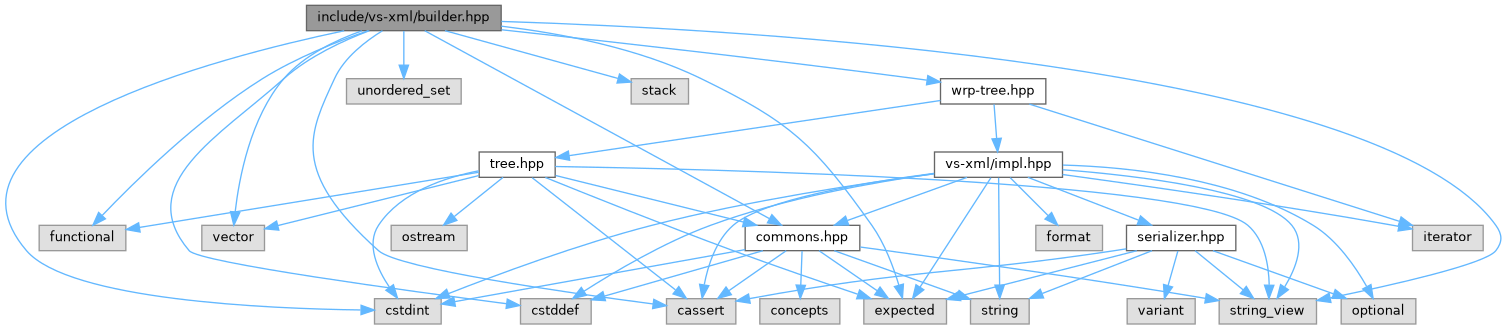 include/vs-xml/builder.hpp
unordered_set
stack
wrp-tree.hpp
tree.hpp
vs-xml/impl.hpp
functional
vector
ostream
commons.hpp
format
serializer.hpp
iterator
cstdint
cstddef
cassert
concepts
expected
string
variant
string_view
optional